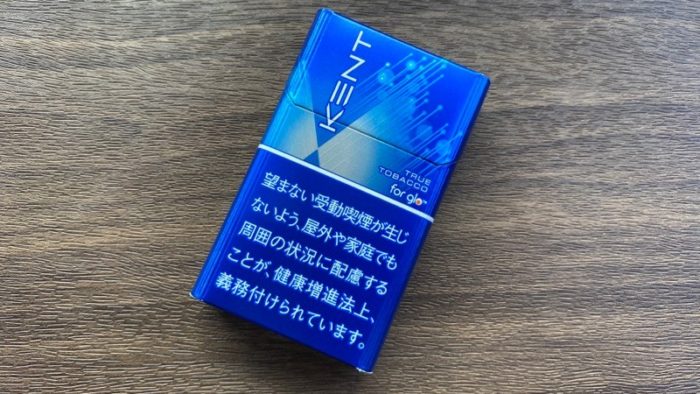 KENT
TRUE
TOBACCO
for glo™
望まない受動喫煙が生じ
ないよう、屋外や家庭でも
周囲の状況に配慮する
ことが、健康増進法上、
義務付けられています。